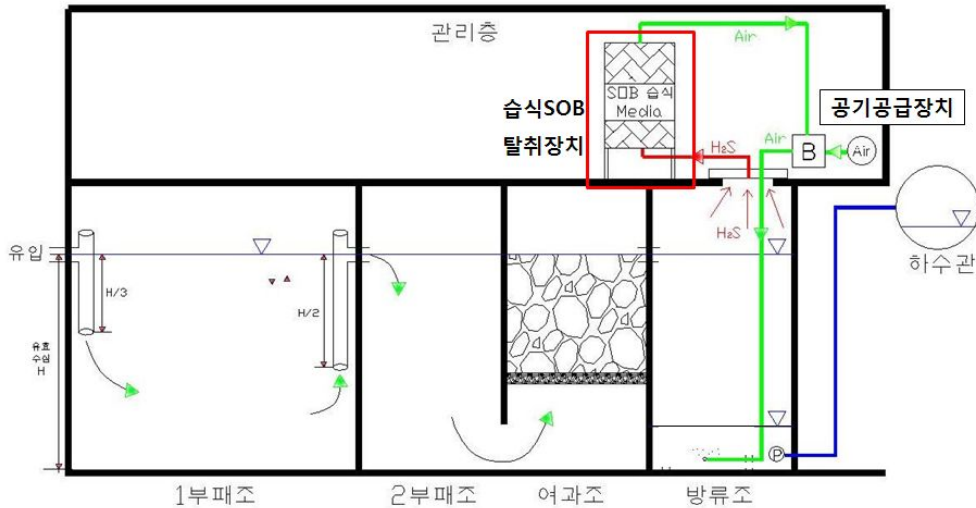 관리층
Air
SOB 습식
Media
습식SOB
탈취장치
공기공급장치
Air
B
Air
H₂S
H₂S
유입
H/3
H/2
하수관
유효
수심
H
P
1부패조
2부패조
여과조
방류조